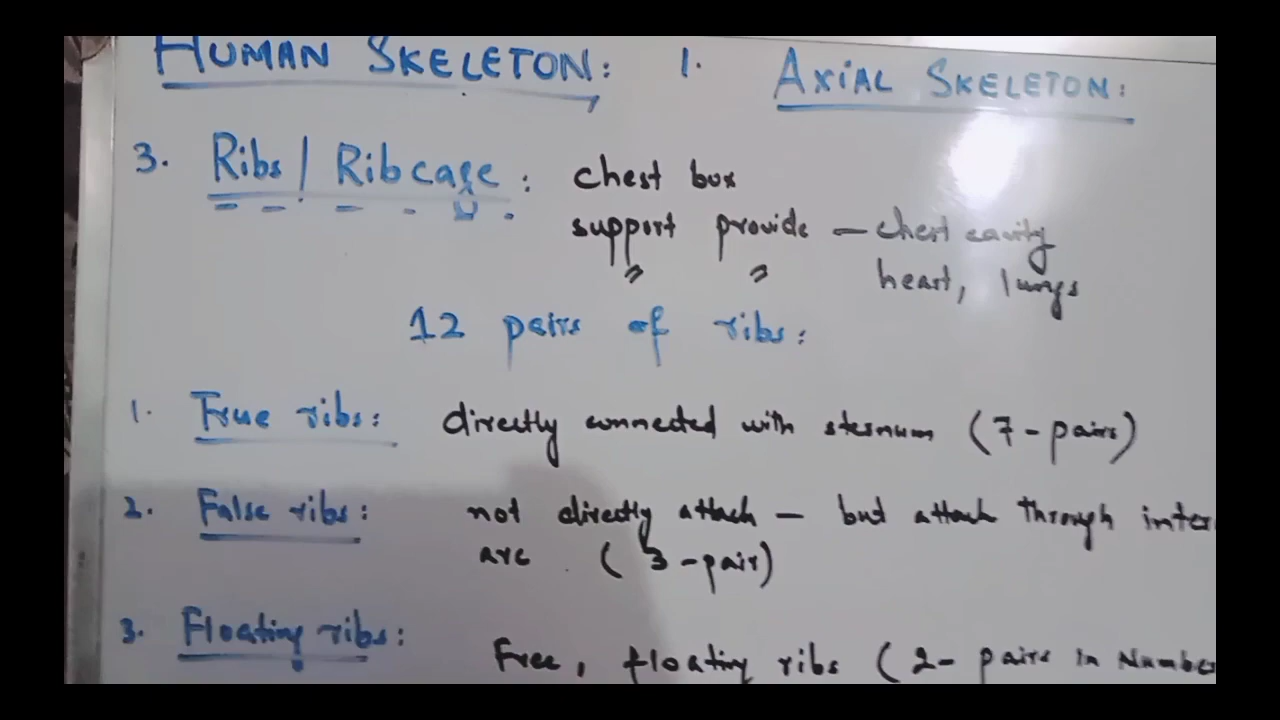 HUMAN SKELETON: 1. AXIAL SKELETON:
3. Ribs / Ribcage: chest box
support provide — chest cavity
" " heart, lungs
12 pairs of ribs:
1. True ribs: directly connected with sternum (7-pairs)
2. False ribs: not directly attach — but attach through inter
arc (3-pair)
3. Floating ribs: Free, floating ribs (2- pairs in Number